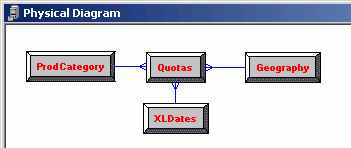 Physical Diagram
ProdCategory
Quotas
Geography
XLDates